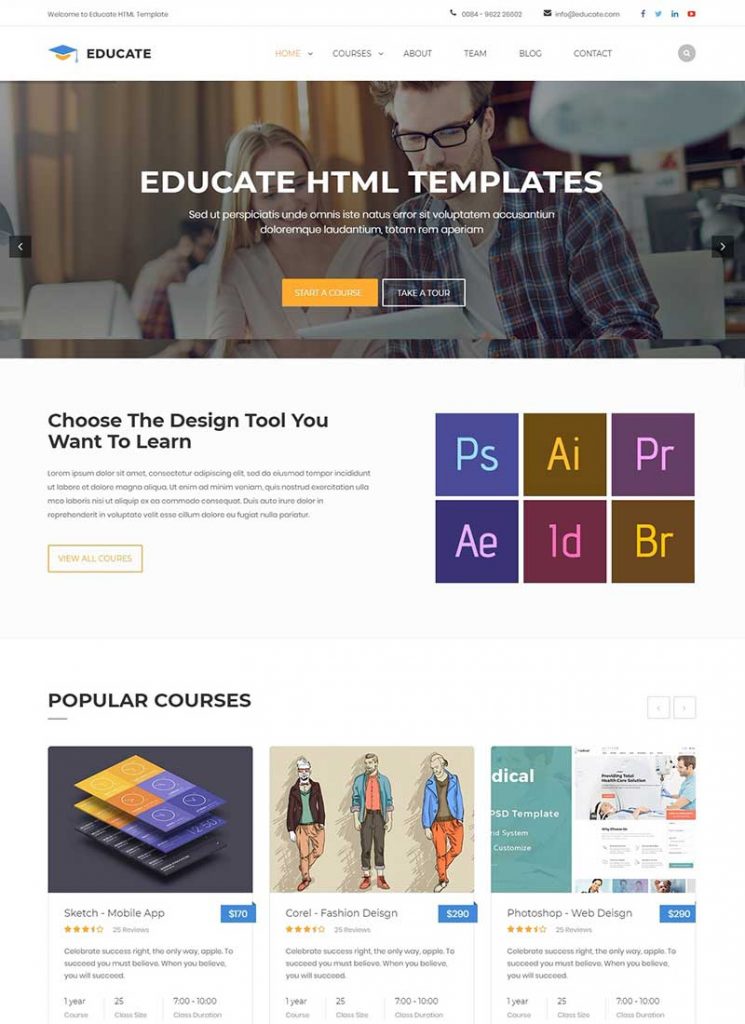 Welcome to Educate HTML Template
0084 - 9622 26602
info@educate.com
EDUCATE
HOME
COURSES
ABOUT
TEAM
BLOG
CONTACT
EDUCATE HTML TEMPLATES
Sed ut perspiciatis unde omnis iste natus error sit voluptatem accusantiun
doloremque laudantium, totam rem aperiam
START A COURSE
TAKE A TOUR
Choose The Design Tool You
Want To Learn
Lorem ipsum dolor sit amet, consectetur adipiscing elit, sed do eiusmod tempor incididunt
ut labore et dolore magna aliqua. Ut enim ad minim veniam, quis nostrud exercitation ulla
mco laboris nisi ut aliquip ex ea commodo consequat. Duis aute irure dolor in
reprehenderit in voluptate velit esse cillum dolore eu fugiat nulla pariatur.
VIEW ALL COURES
Ps Ai Pr
Ae Id Br
POPULAR COURSES
dical
PSD Template
rid System
Customize
Providing Total
Health Care Solution
Why Choose Us
Sketch - Mobile App
$170
25 Reviews
Celebrate success right, the only way, apple. To
succeed you must believe. When you believe,
you will succeed.
1 year 25 7:00 - 10:00
Course Class Size Class Duration
Corel - Fashion Deisgn
$290
25 Reviews
Celebrate success right, the only way, apple. To
succeed you must believe. When you believe,
you will succeed.
1 year 25 7:00 - 10:00
Course Class Size Class Duration
Photoshop - Web Deisgn
$290
25 Reviews
Celebrate success right, the only way, apple. To
succeed you must believe. When you believe,
you will succeed.
1 year 25 7:00 - 10:00
Course Class Size Class Duration